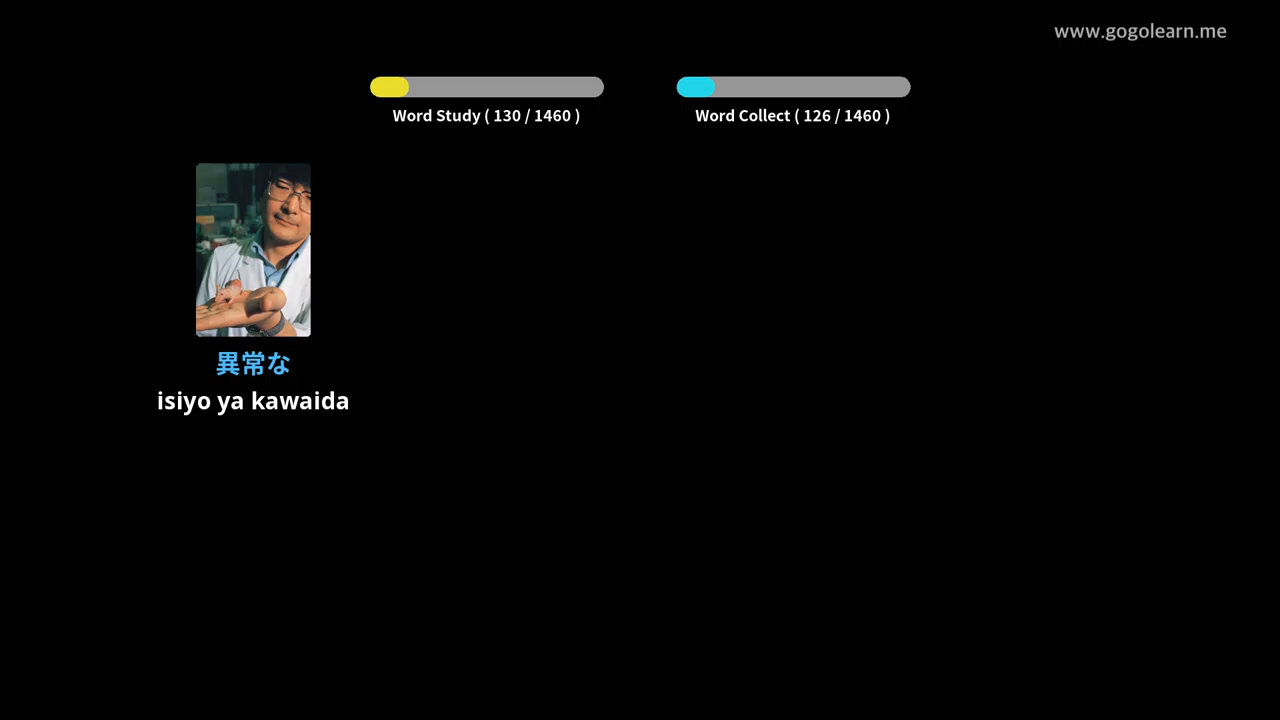 www.gogolearn.me
Word Study ( 130 / 1460 )
Word Collect ( 126 / 1460 )
異常な
isiyo ya kawaida